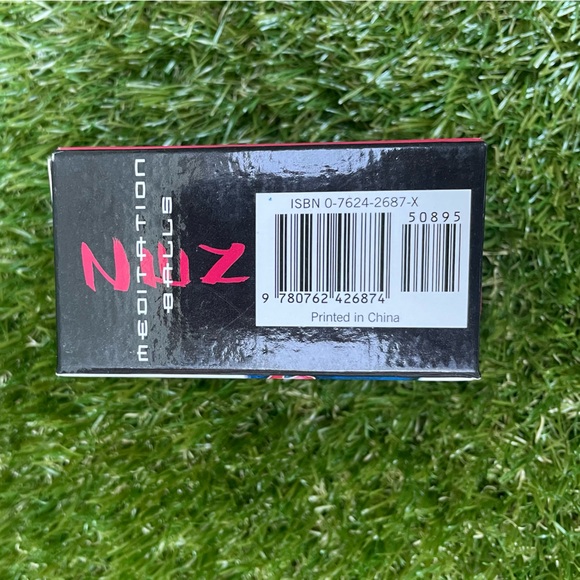 ZEN
MEDITATION
BALLS
ISBN 0-7624-2687-X
50895
9 780762 426874
Printed in China